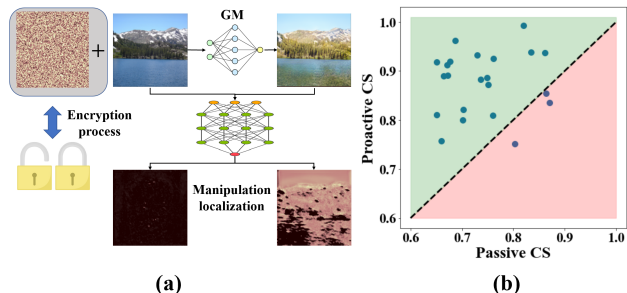 GM
+
Encryption
process
Manipulation
localization
(a)
Proactive CS
1.0
0.9
0.8
0.7
0.6
0.6
0.7
0.8
0.9
1.0
Passive CS
(b)